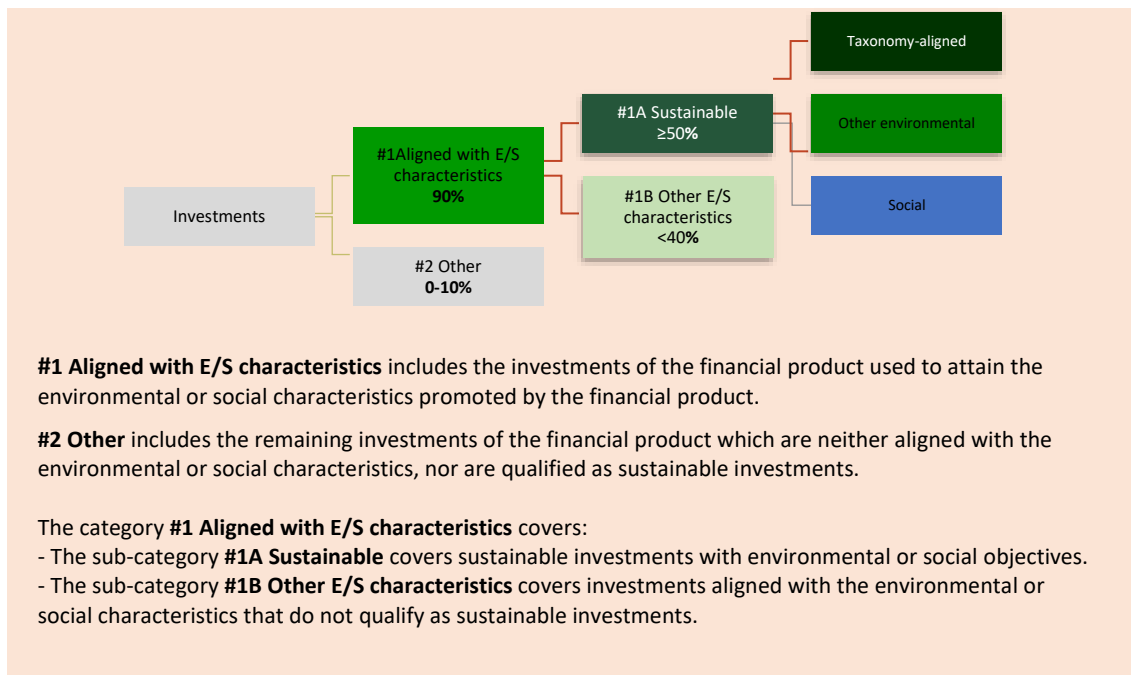 Taxonomy-aligned
#1A Sustainable
≥50%
Other environmental
#1Aligned with E/S
characteristics
90%
#1B Other E/S
characteristics
<40%
Social
Investments
#2 Other
0-10%
#1 Aligned with E/S characteristics includes the investments of the financial product used to attain the
environmental or social characteristics promoted by the financial product.
#2 Other includes the remaining investments of the financial product which are neither aligned with the
environmental or social characteristics, nor are qualified as sustainable investments.
The category #1 Aligned with E/S characteristics covers:
- The sub-category #1A Sustainable covers sustainable investments with environmental or social objectives.
- The sub-category #1B Other E/S characteristics covers investments aligned with the environmental or
social characteristics that do not qualify as sustainable investments.